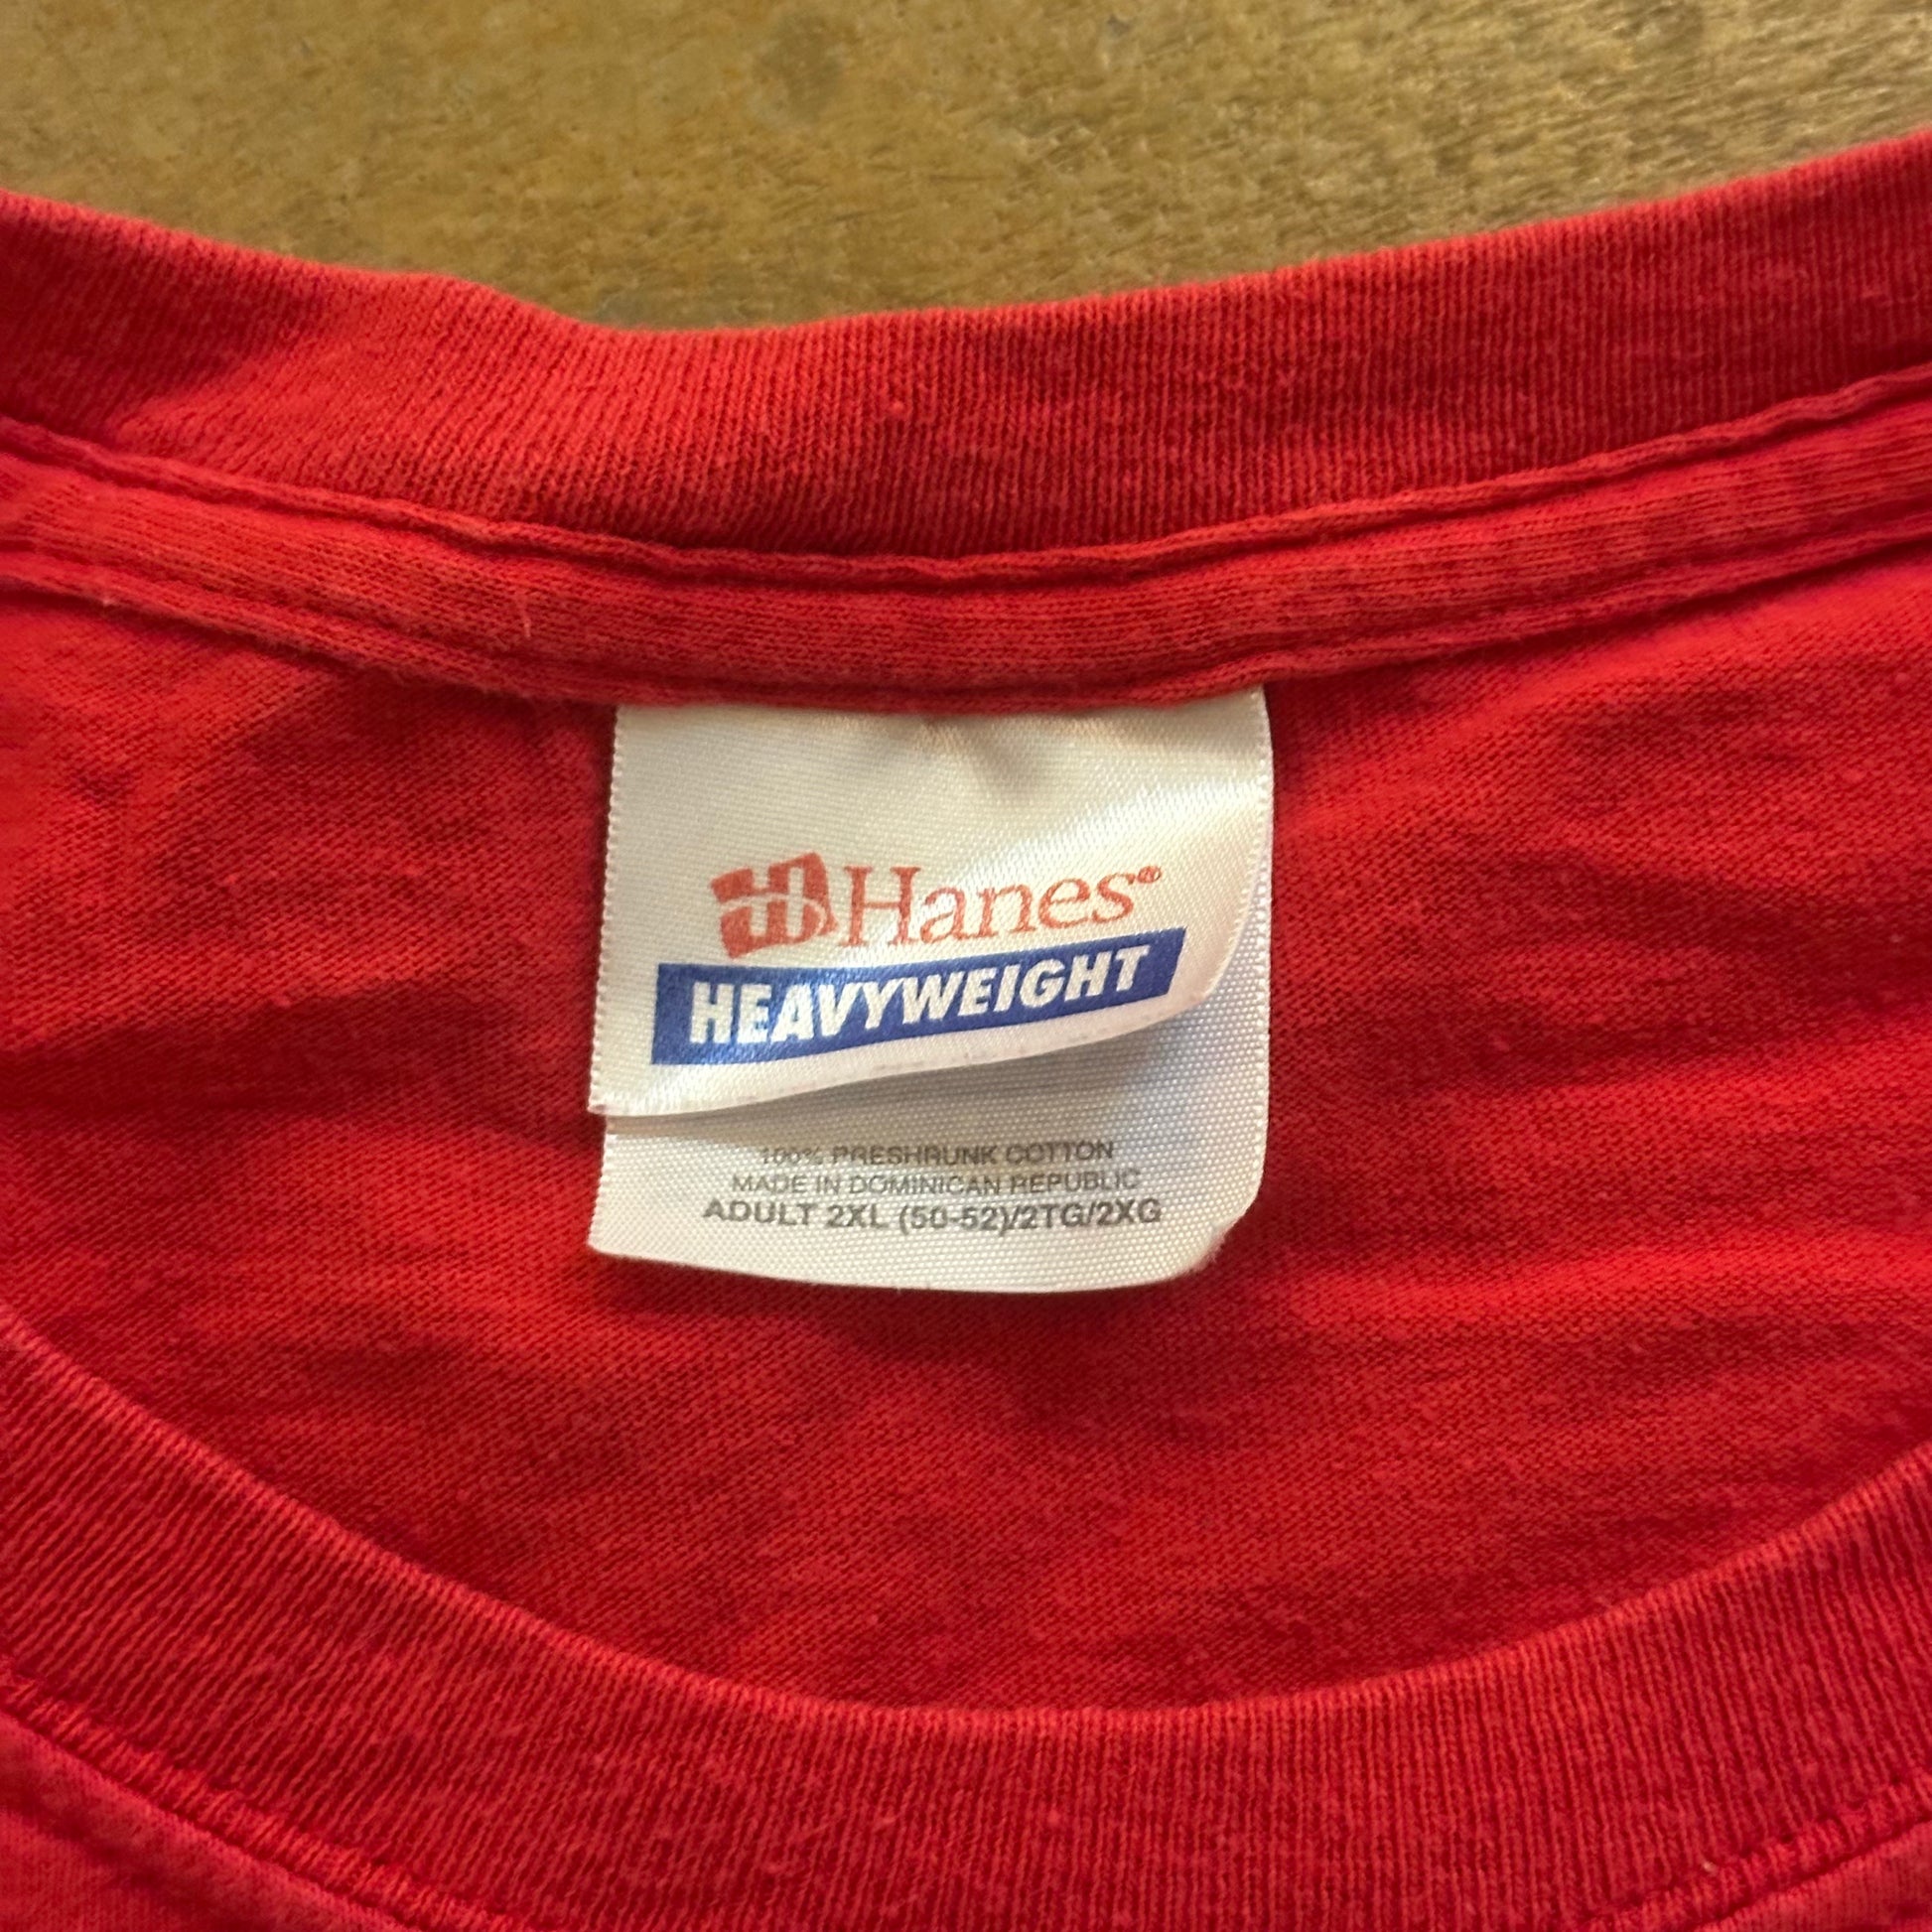 Hanes®
HEAVYWEIGHT
100% PRESHRUNK COTTON
MADE IN DOMINICAN REPUBLIC
ADULT 2XL (50-52)/2TG/2XG